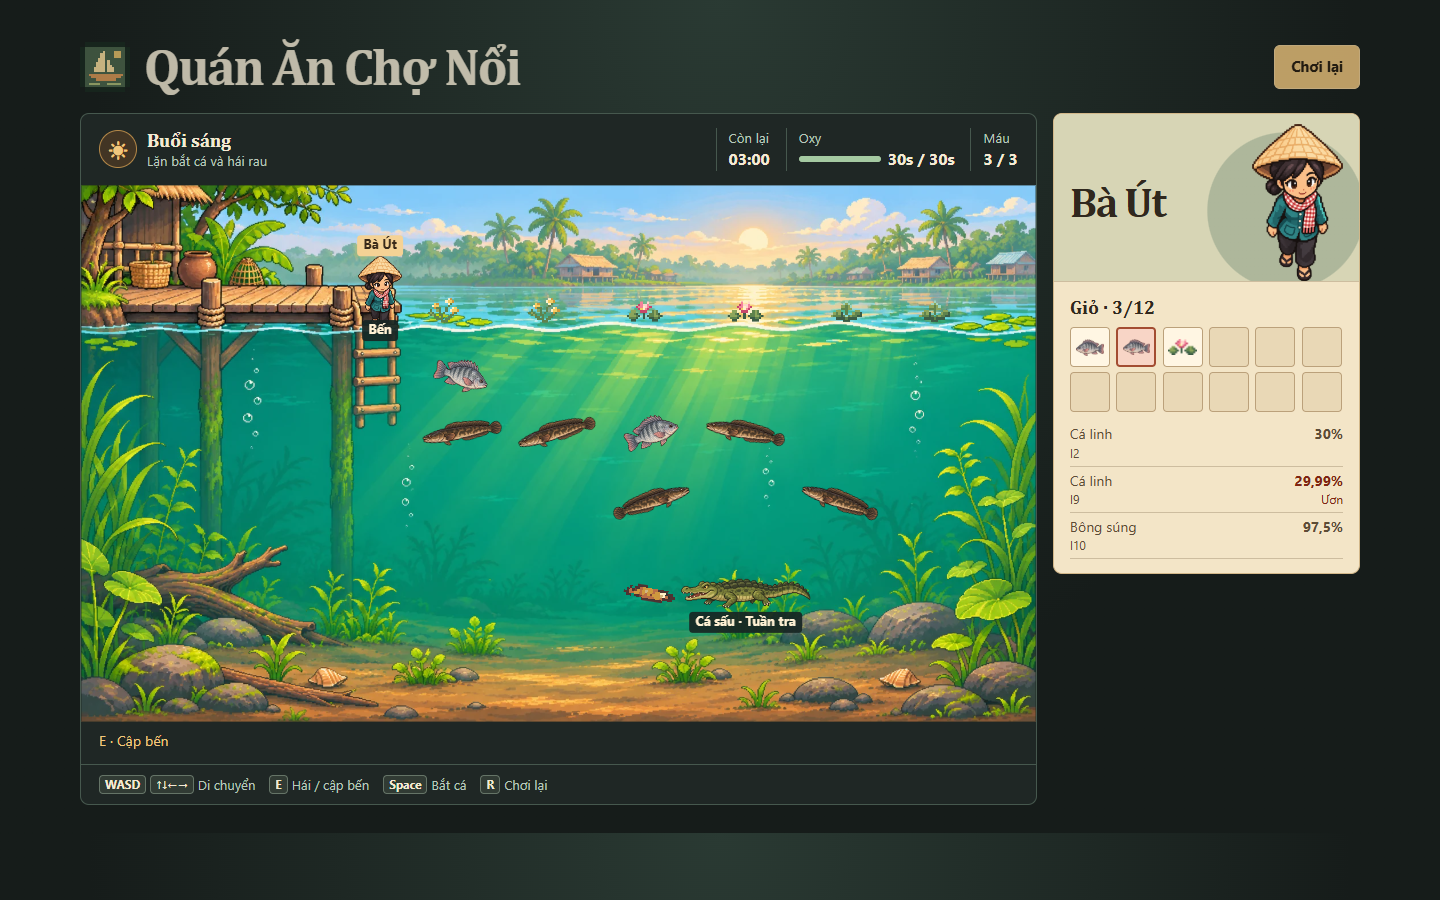 Quán Ăn Chợ Nổi
Chơi lại
Buổi sáng
Lặn bắt cá và hái rau
Còn lại
03:00
Oxy
30s / 30s
Máu
3 / 3
Bà Út
Bến
Cá sấu · Tuần tra
E · Cập bến
WASD ↑↓←→ Di chuyển E Hái / cập bến Space Bắt cá R Chơi lại
Bà Út
Giỏ · 3/12
Cá linh 30%
I2
Cá linh 29,99%
I9 Ươn
Bông súng 97,5%
I10